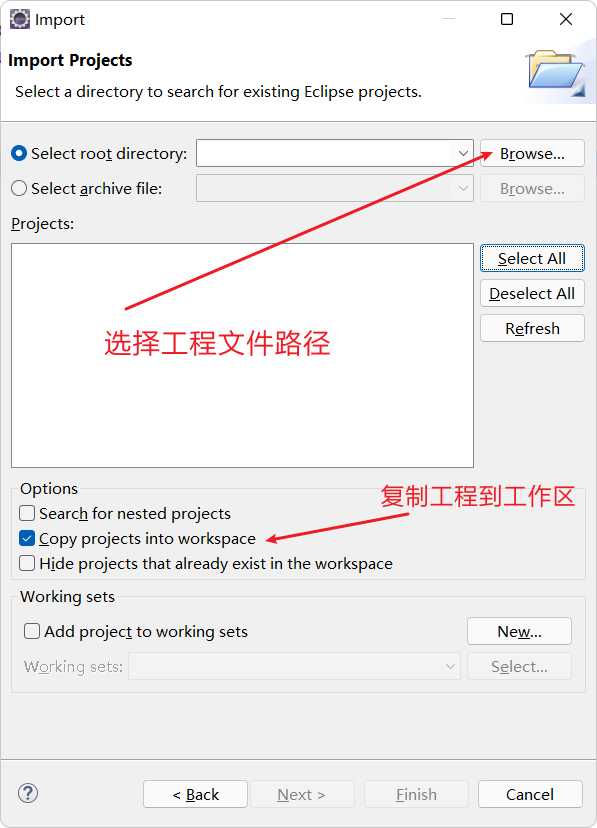 Import
Import Projects
Select a directory to search for existing Eclipse projects.
Select root directory:
Browse...
Select archive file:
Browse...
Projects:
Select All
Deselect All
Refresh
选择工程文件路径
Options
复制工程到工作区
Search for nested projects
Copy projects into workspace
Hide projects that already exist in the workspace
Working sets
Add project to working sets
New...
Working sets:
Select...
?
< Back
Next >
Finish
Cancel